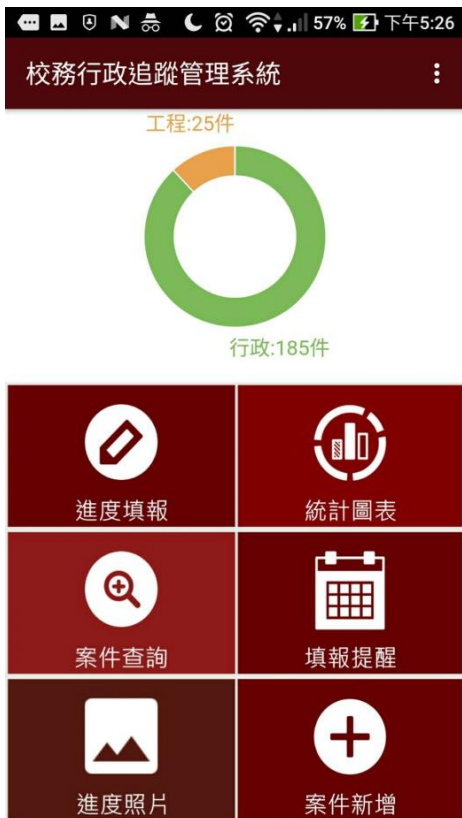 57% 下午5:26
校務行政追蹤管理系統
工程:25件
行政:185件
進度填報
統計圖表
案件查詢
填報提醒
進度照片
案件新增